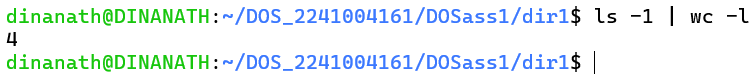 dinanath@DINANATH:~/DOS_2241004161/DOSass1/dir1$ ls -1 | wc -l
4
dinanath@DINANATH:~/DOS_2241004161/DOSass1/dir1$